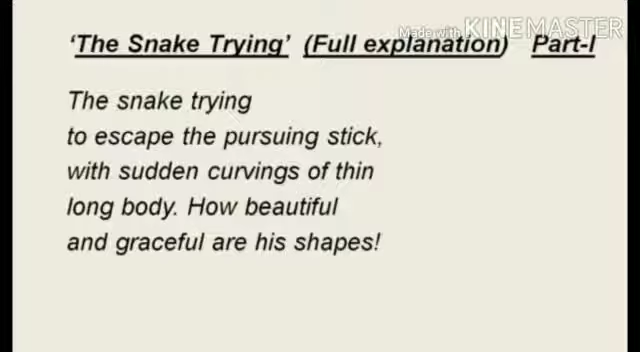 Made with KINEMASTER
‘The Snake Trying’ (Full explanation) Part-I
The snake trying
to escape the pursuing stick,
with sudden curvings of thin
long body. How beautiful
and graceful are his shapes!